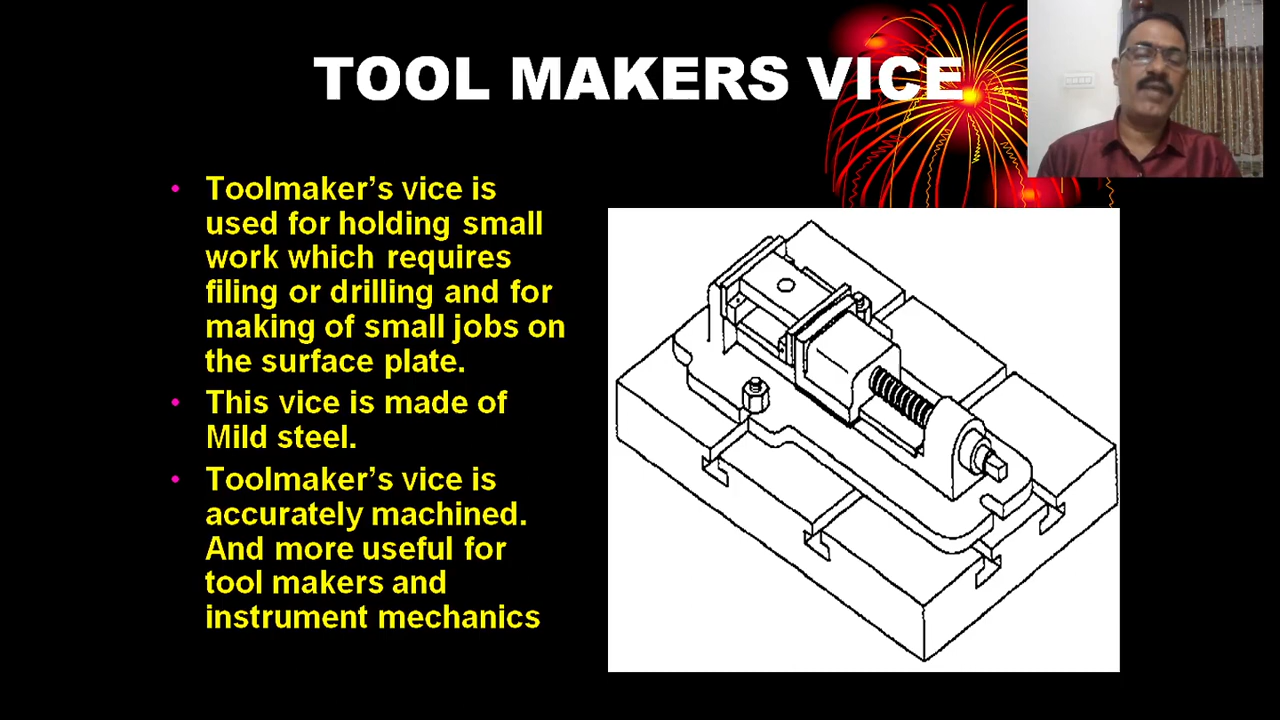 TOOL MAKERS VICE
• Toolmaker’s vice is
used for holding small
work which requires
filing or drilling and for
making of small jobs on
the surface plate.
• This vice is made of
Mild steel.
• Toolmaker’s vice is
accurately machined.
And more useful for
tool makers and
instrument mechanics